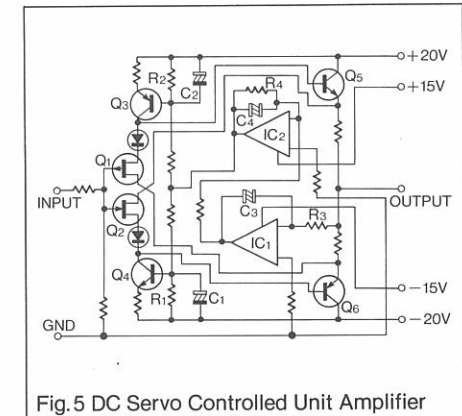 +20V
Q5
R2
C2
+15V
R4
Q3
C4
IC2
Q1
INPUT
OUTPUT
C3
R3
Q2
IC1
Q4
-15V
R1
C1
Q6
-20V
GND
Fig.5 DC Servo Controlled Unit Amplifier